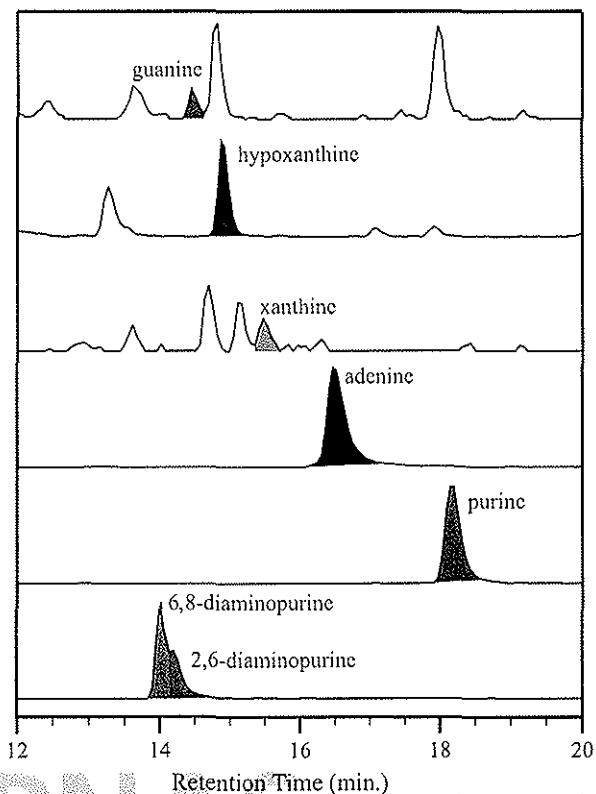 guanine
hypoxanthine
xanthine
adenine
purine
6,8-diaminopurine
2,6-diaminopurine
12 14 16 18 20
Retention Time (min.)